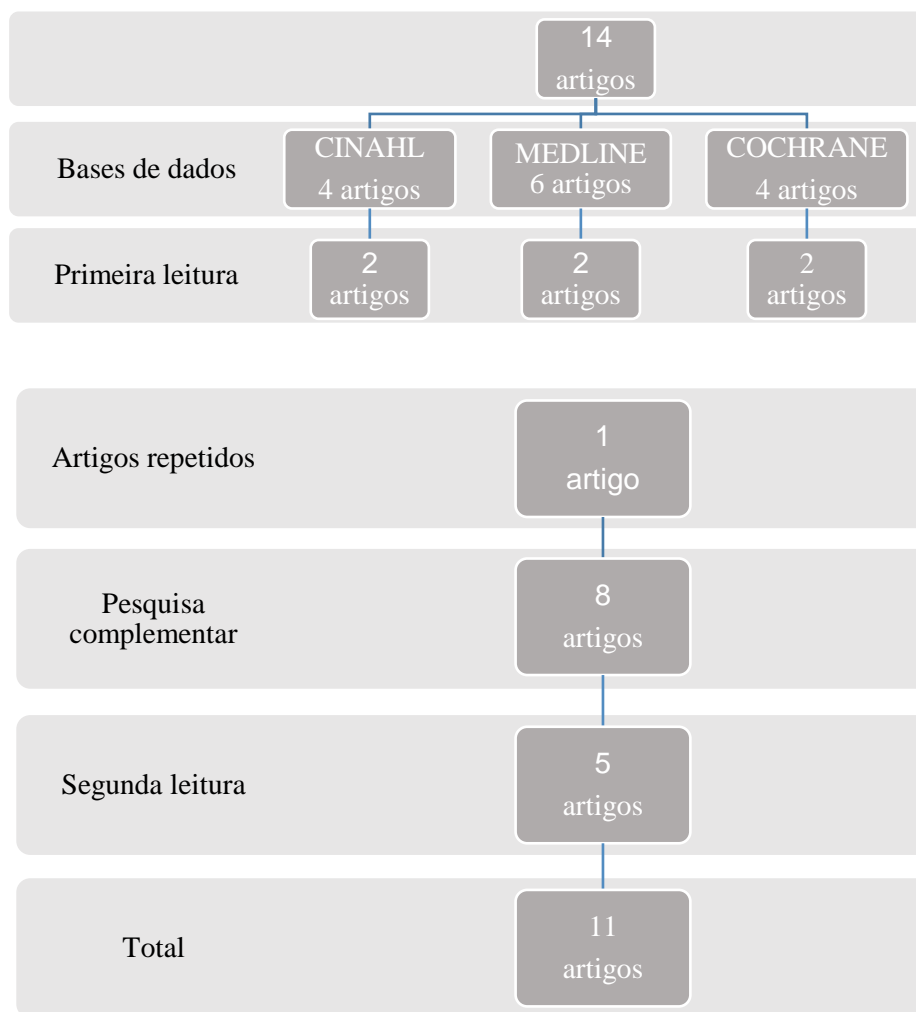 14
artigos
Bases de dados
CINAHL
4 artigos
MEDLINE
6 artigos
COCHRANE
4 artigos
Primeira leitura
2
artigos
2
artigos
2
artigos
Artigos repetidos
1
artigo
Pesquisa
complementar
8
artigos
Segunda leitura
5
artigos
Total
11
artigos